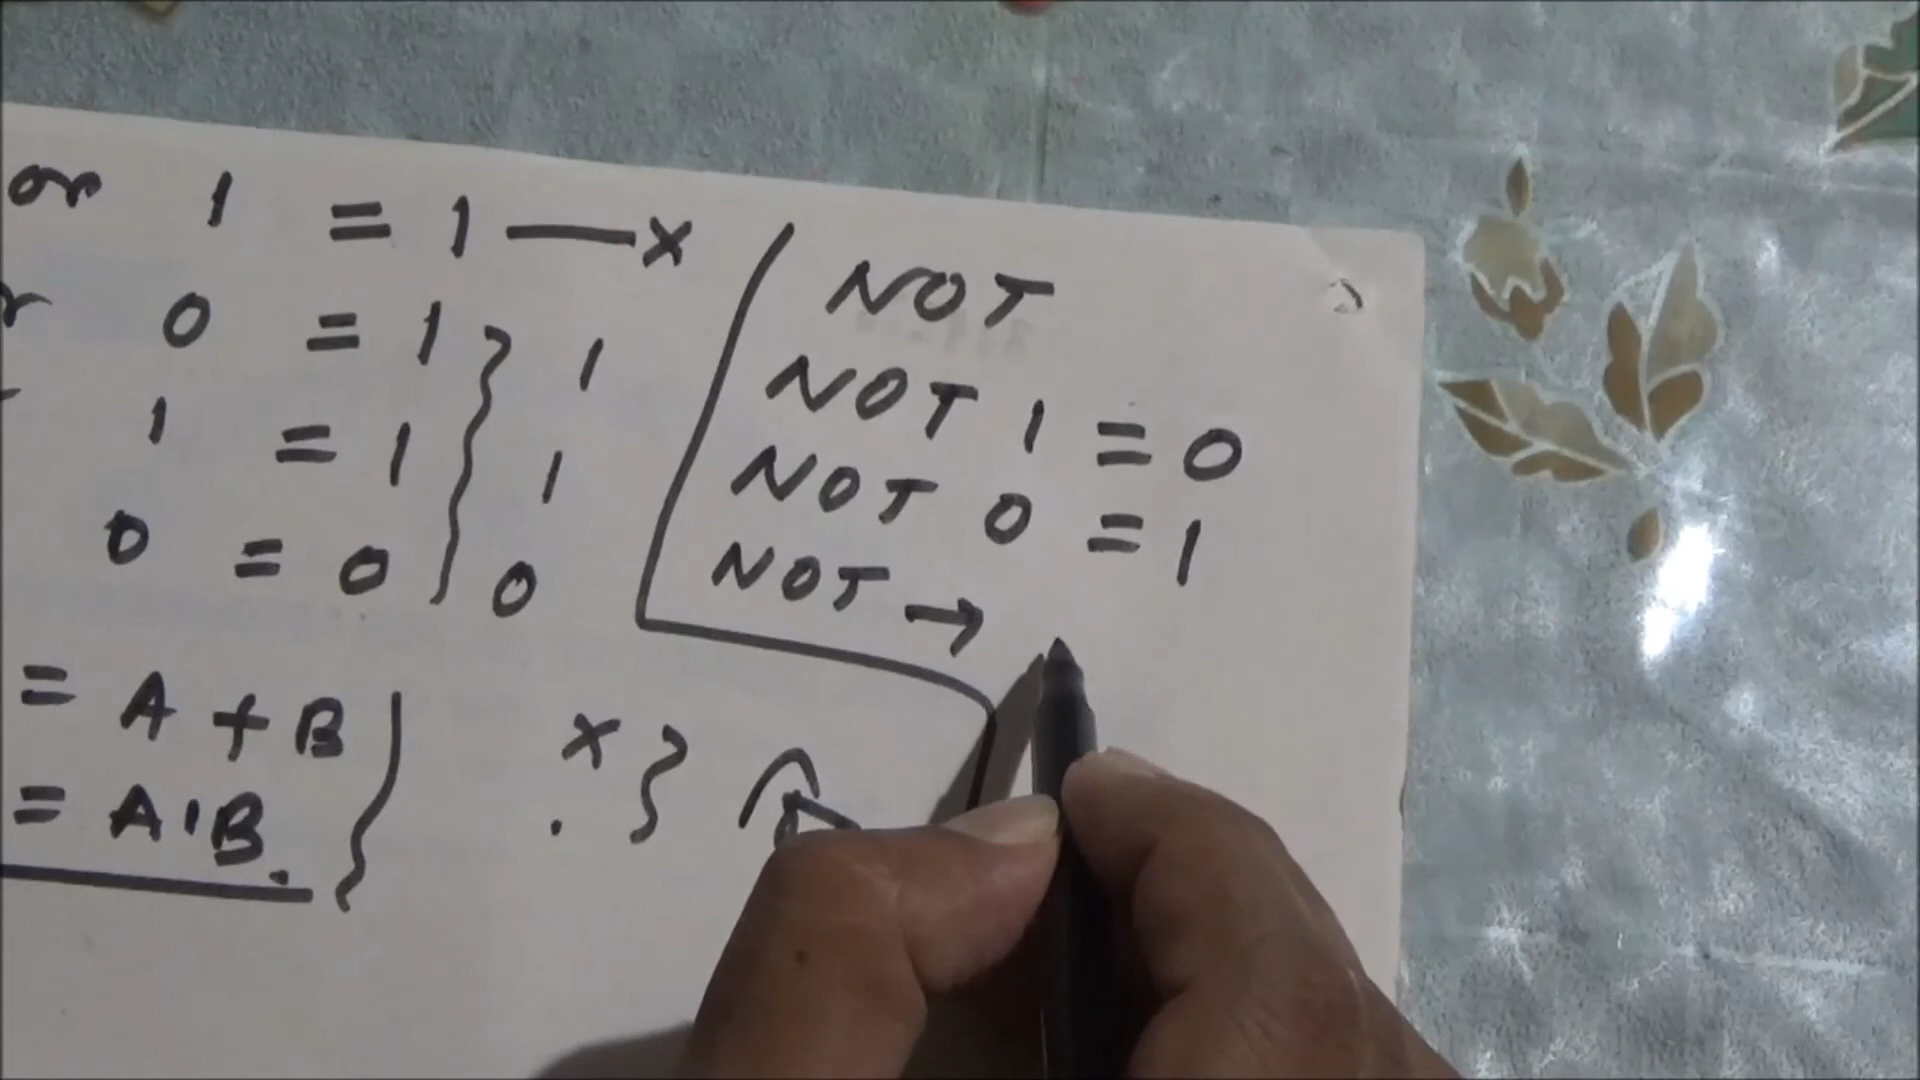 or 1 = 1 — x
r 0 = 1 } 1
1 = 1 1
0 = 0 0
= A + B } x }
= A . B. .
NOT
NOT 1 = 0
NOT 0 = 1
NOT →